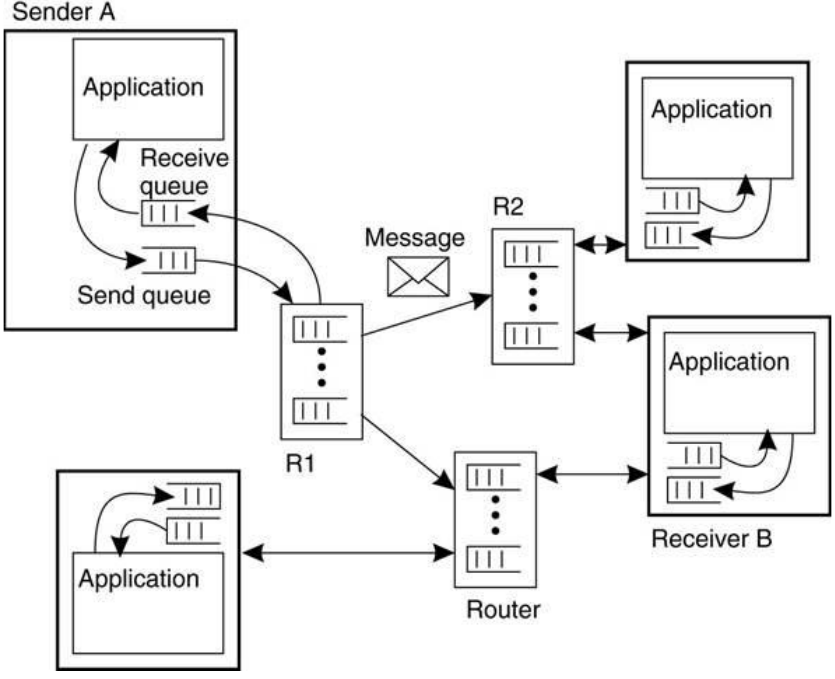 Sender A
Application
Receive
queue
Send queue
R1
Message
R2
Application
Application
Receiver B
Router
Application